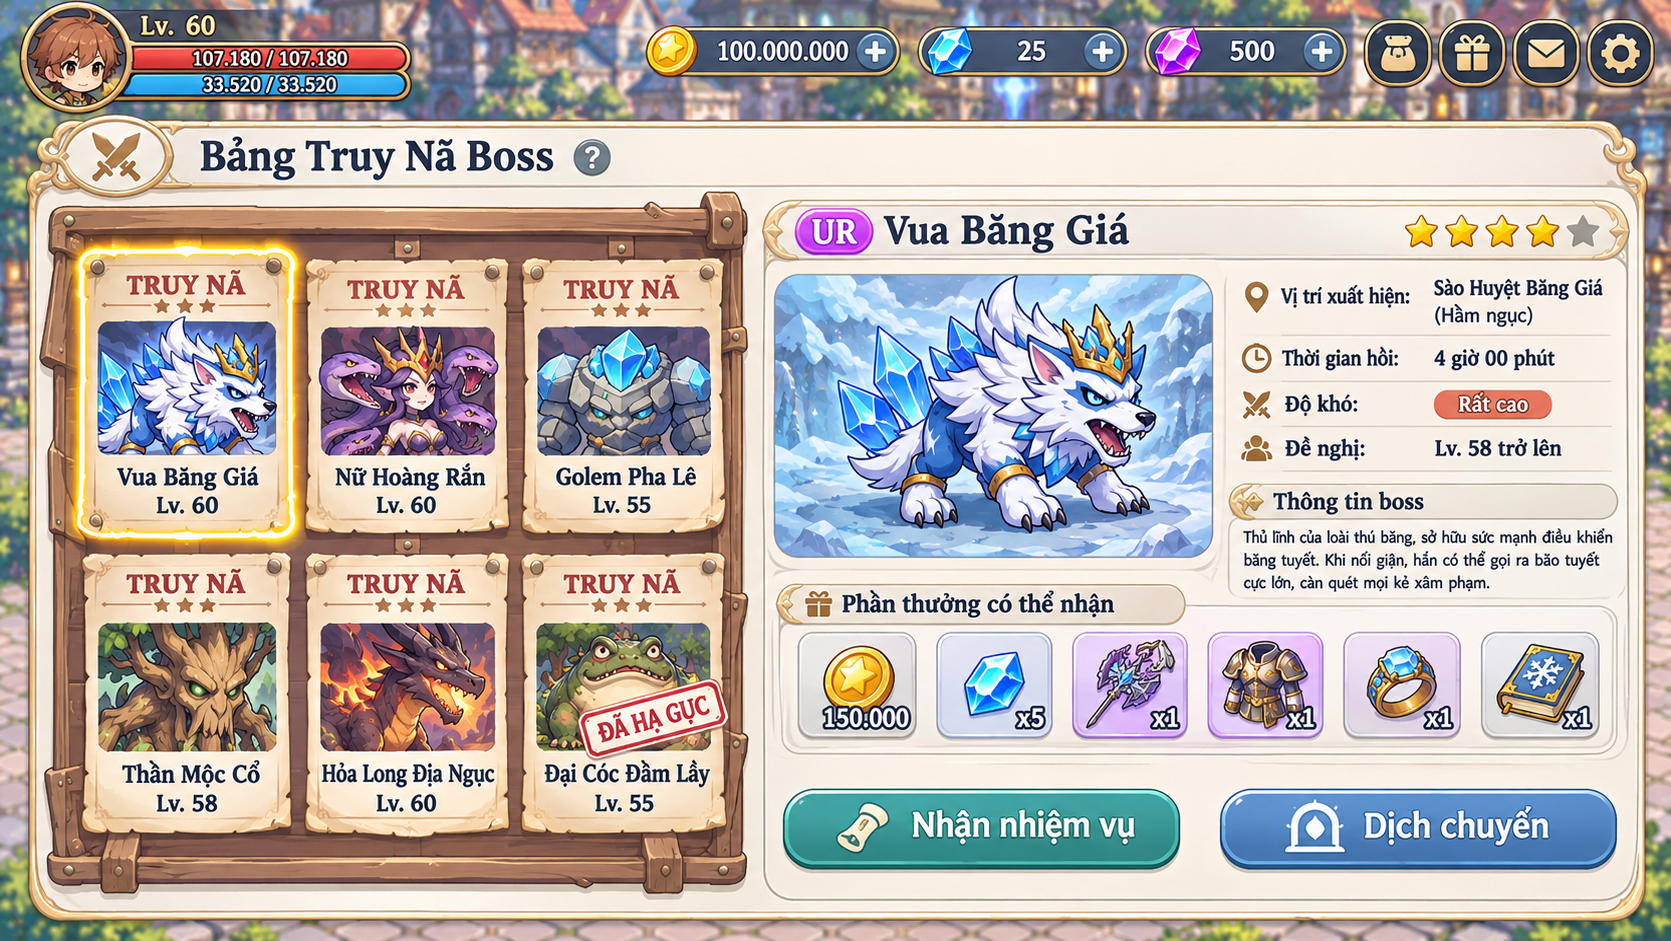 Lv. 60
107.180 / 107.180
33.520 / 33.520
100.000.000
25
500
Bảng Truy Nã Boss
?
TRUY NÃ
Vua Băng Giá
Lv. 60
TRUY NÃ
Nữ Hoàng Rắn
Lv. 60
TRUY NÃ
Golem Pha Lê
Lv. 55
TRUY NÃ
Thần Mộc Cổ
Lv. 58
TRUY NÃ
Hỏa Long Địa Ngục
Lv. 60
TRUY NÃ
ĐÃ HẠ GỤC
Đại Cóc Đầm Lầy
Lv. 55
UR Vua Băng Giá
Vị trí xuất hiện: Sào Huyệt Băng Giá
(Hầm ngục)
Thời gian hồi: 4 giờ 00 phút
Độ khó: Rất cao
Đề nghị: Lv. 58 trở lên
Thông tin boss
Thủ lĩnh của loài thú băng, sở hữu sức mạnh điều khiển
băng tuyết. Khi nổi giận, hắn có thể gọi ra bão tuyết
cực lớn, càn quét mọi kẻ xâm phạm.
Phần thưởng có thể nhận
150.000
x5
x1
x1
x1
x1
Nhận nhiệm vụ
Dịch chuyển